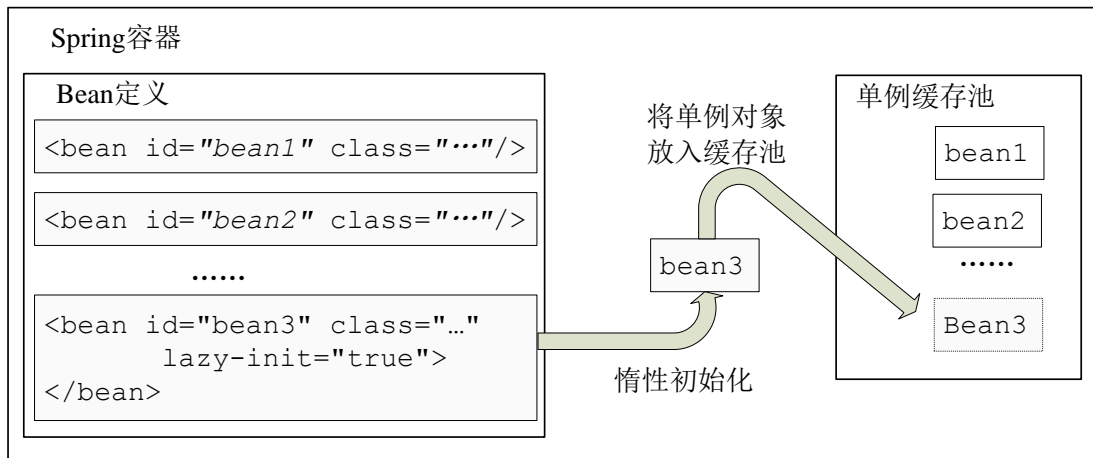 Spring容器
Bean定义
<bean id="bean1" class="…"/>
<bean id="bean2" class="…"/>
……
<bean id="bean3" class="…"
lazy-init="true">
</bean>
将单例对象
放入缓存池
bean3
惰性初始化
单例缓存池
bean1
bean2
……
Bean3